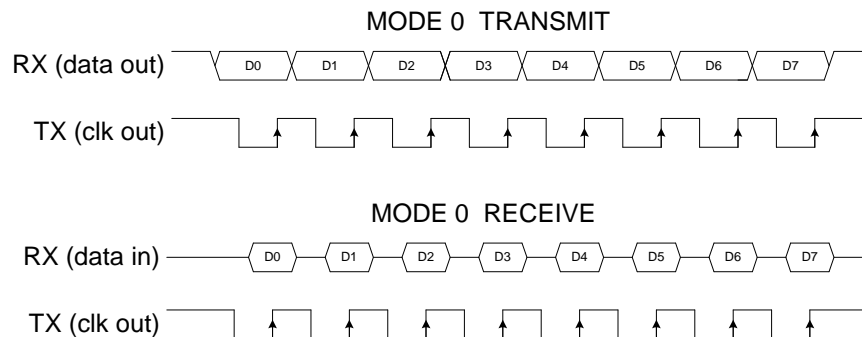 MODE 0 TRANSMIT
RX (data out) D0 D1 D2 D3 D4 D5 D6 D7
TX (clk out)
MODE 0 RECEIVE
RX (data in) D0 D1 D2 D3 D4 D5 D6 D7
TX (clk out)